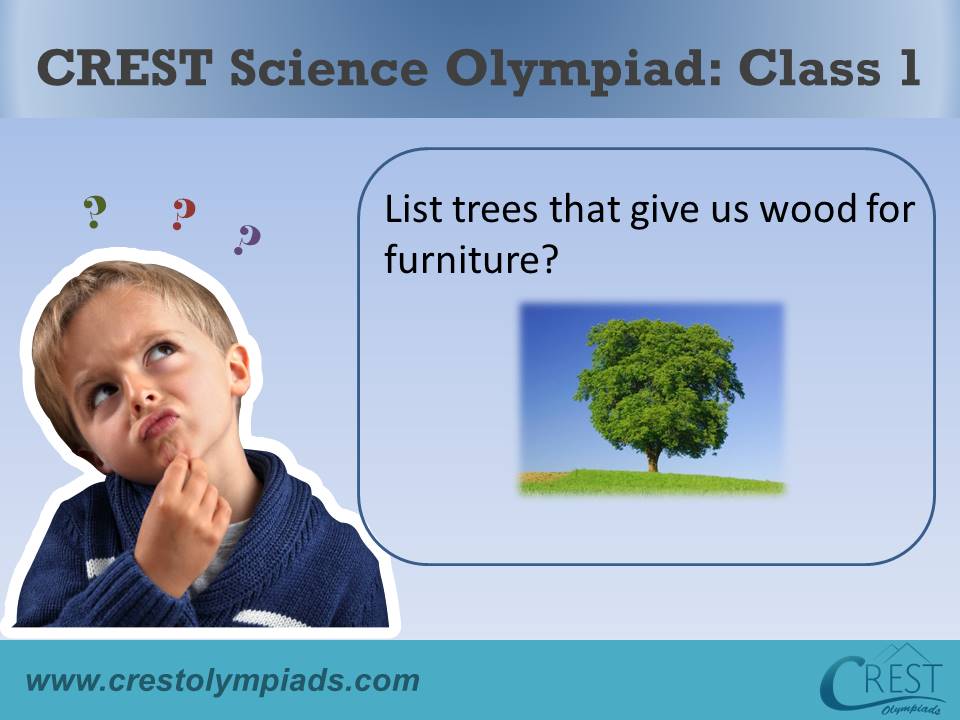 CREST Science Olympiad: Class 1
? ? ?
List trees that give us wood for
furniture?
www.crestolympiads.com
CREST
Olympiads